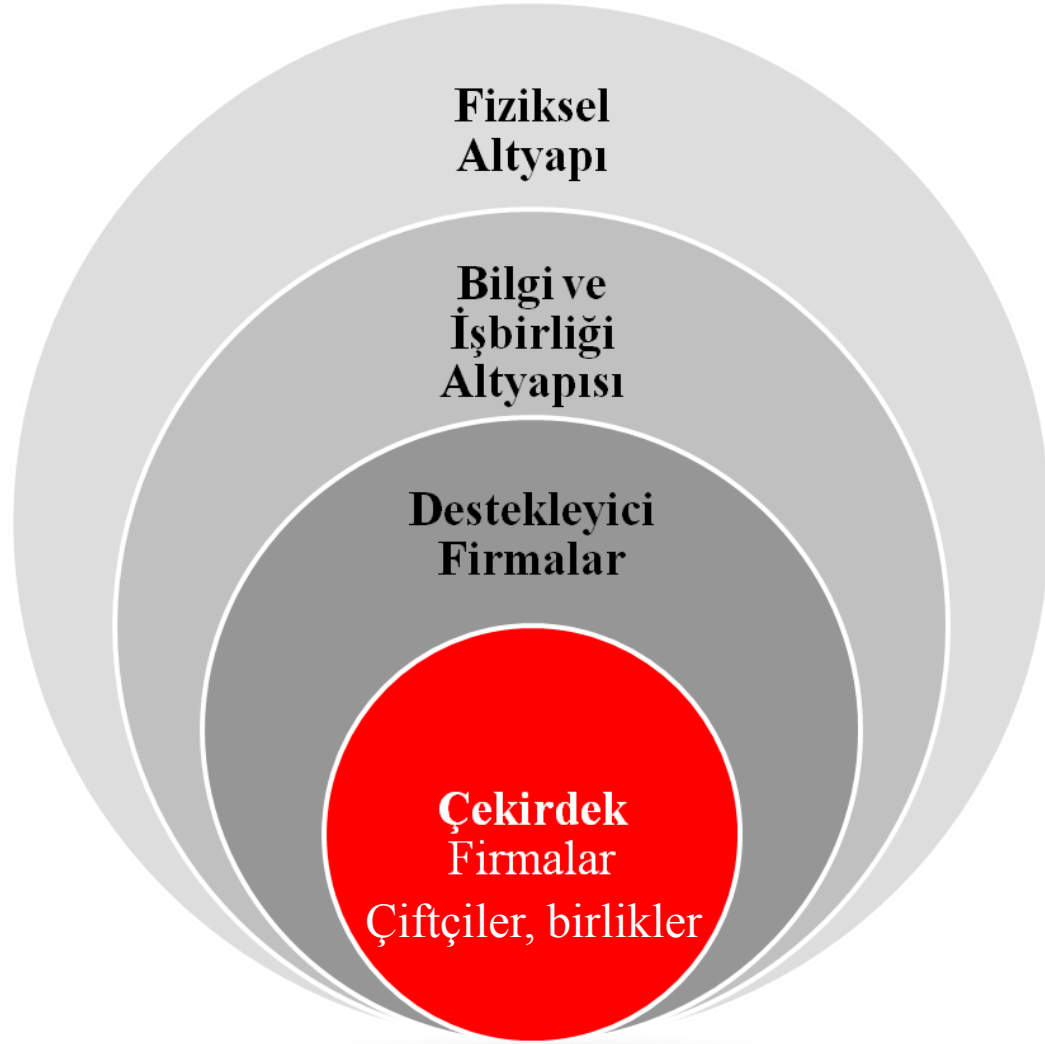 Fiziksel
Altyapı
Bilgi ve
İşbirliği
Altyapısı
Destekleyici
Firmalar
Çekirdek
Firmalar
Çiftçiler, birlikler